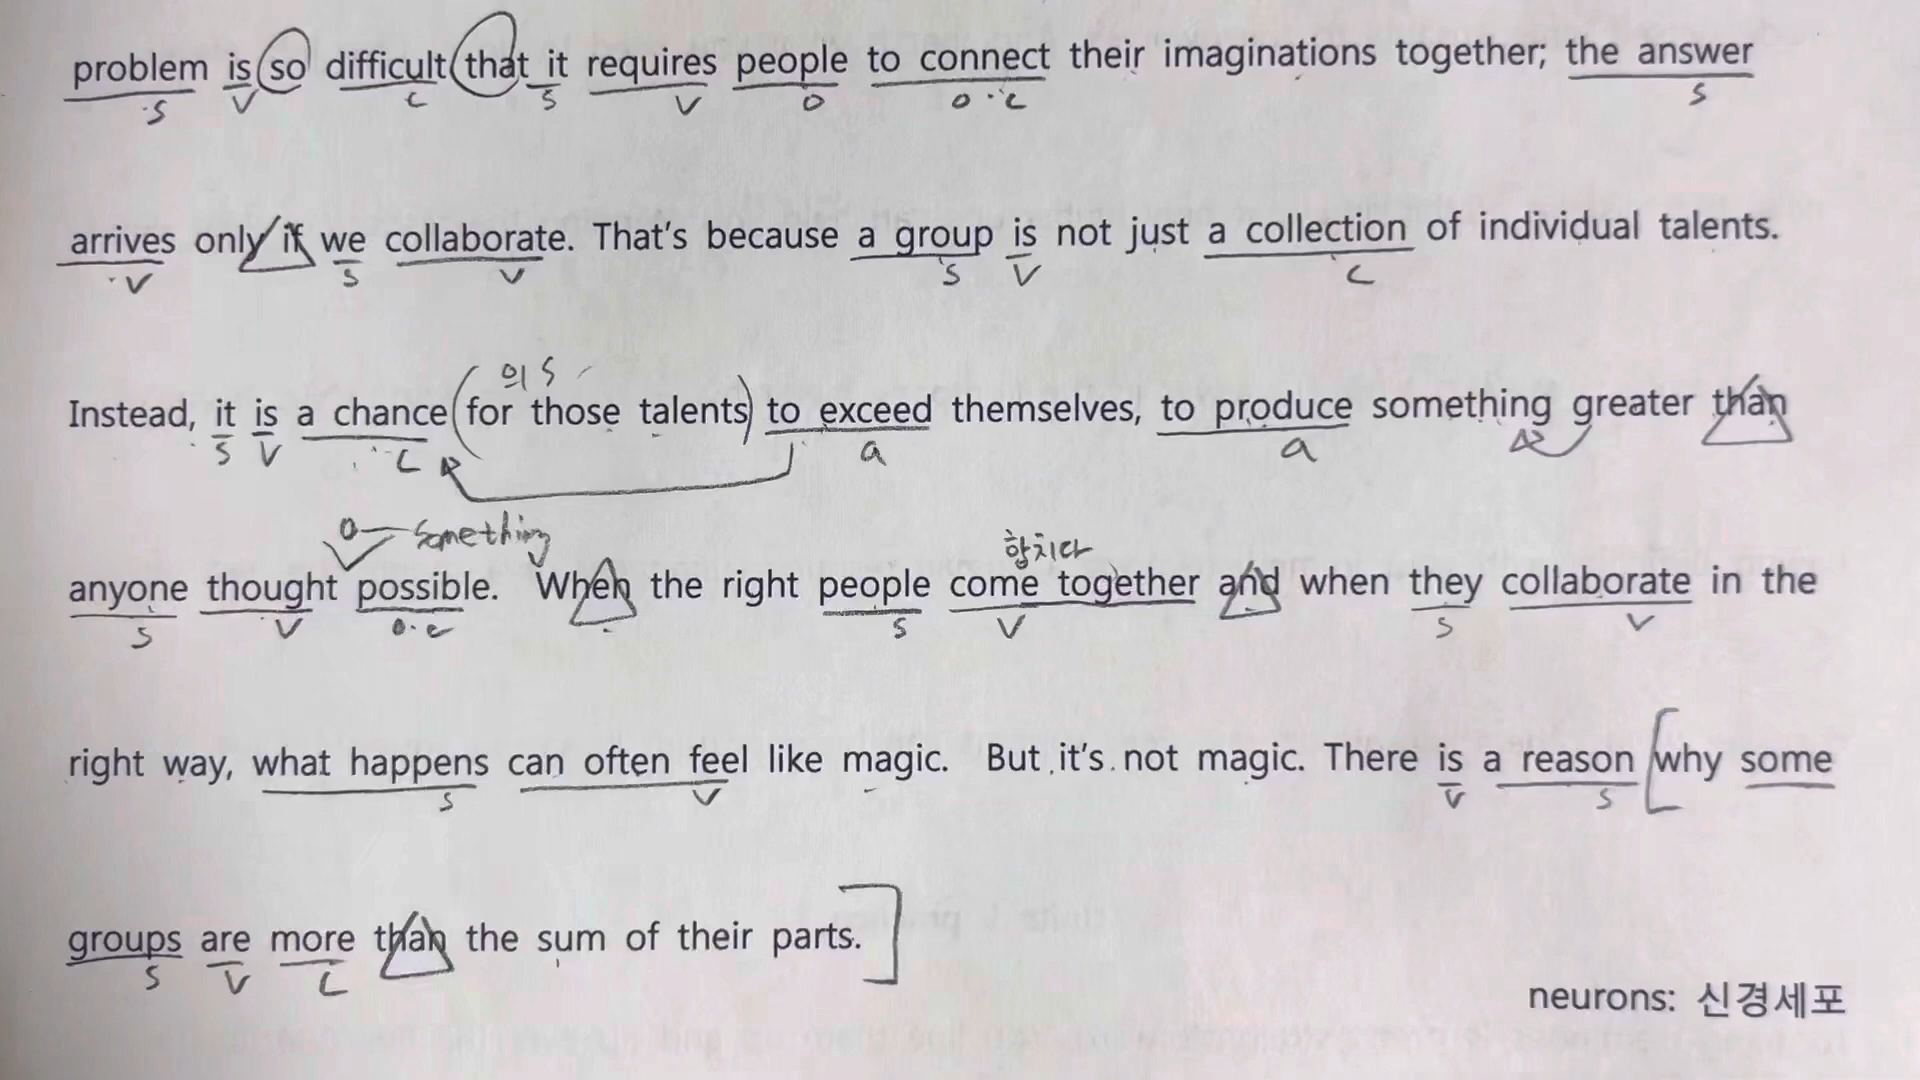 problem is so difficult that it requires people to connect their imaginations together; the answer
S V C S V O O·C S
arrives only if we collaborate. That's because a group is not just a collection of individual talents.
V S V S V C
의 S
Instead, it is a chance (for those talents) to exceed themselves, to produce something greater than
S V C a a
O something 합치다
anyone thought possible. When the right people come together and when they collaborate in the
S V O·C S V S V
right way, what happens can often feel like magic. But it's not magic. There is a reason [why some
S V V S
groups are more than the sum of their parts.]
S V C
neurons: 신경세포